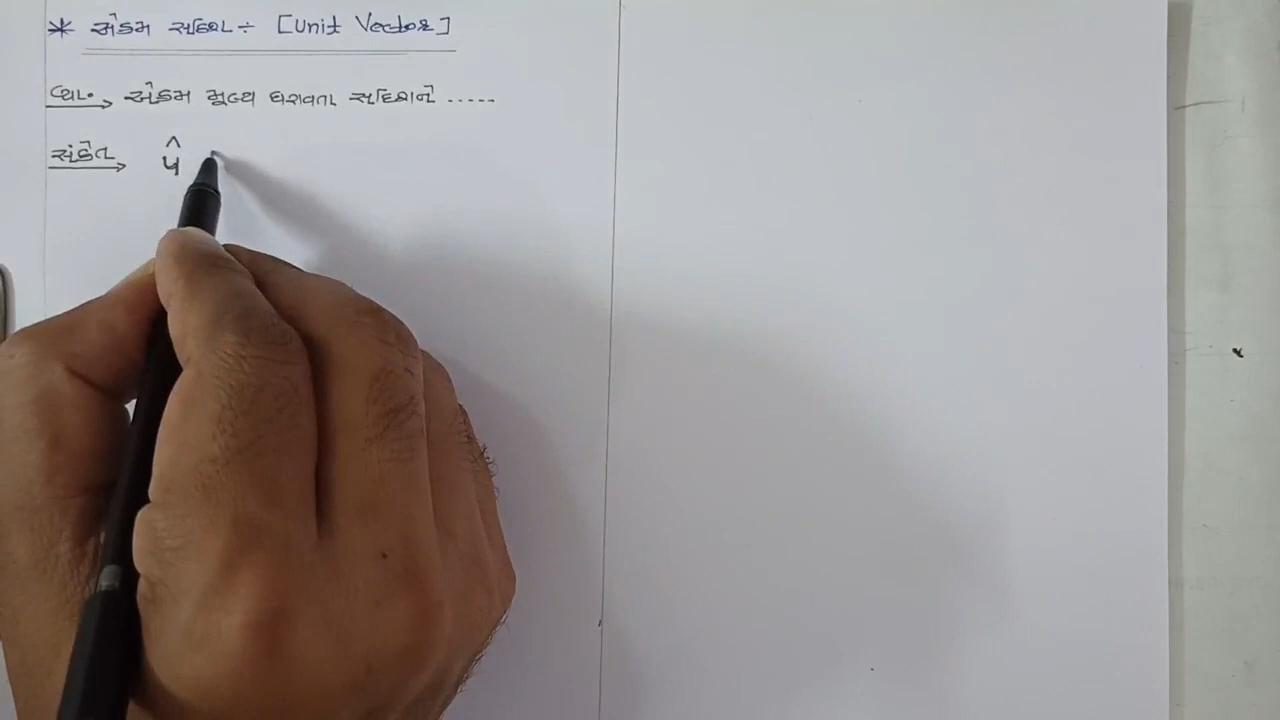 * એકમ સદિશ ÷ [Unit Vector]
વ્યા. → એકમ મૂલ્ય ધરાવતા સદિશને .....
સંકેત → n̂